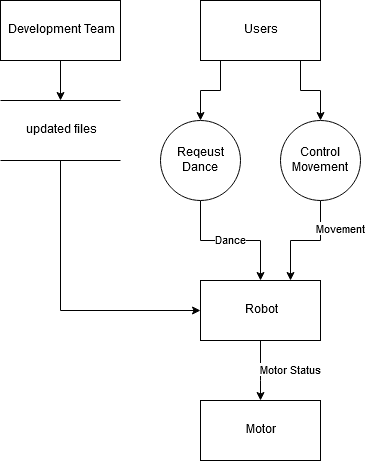 Development Team
Users
updated files
Reqeust
Dance
Control
Movement
Movement
Dance
Robot
Motor Status
Motor